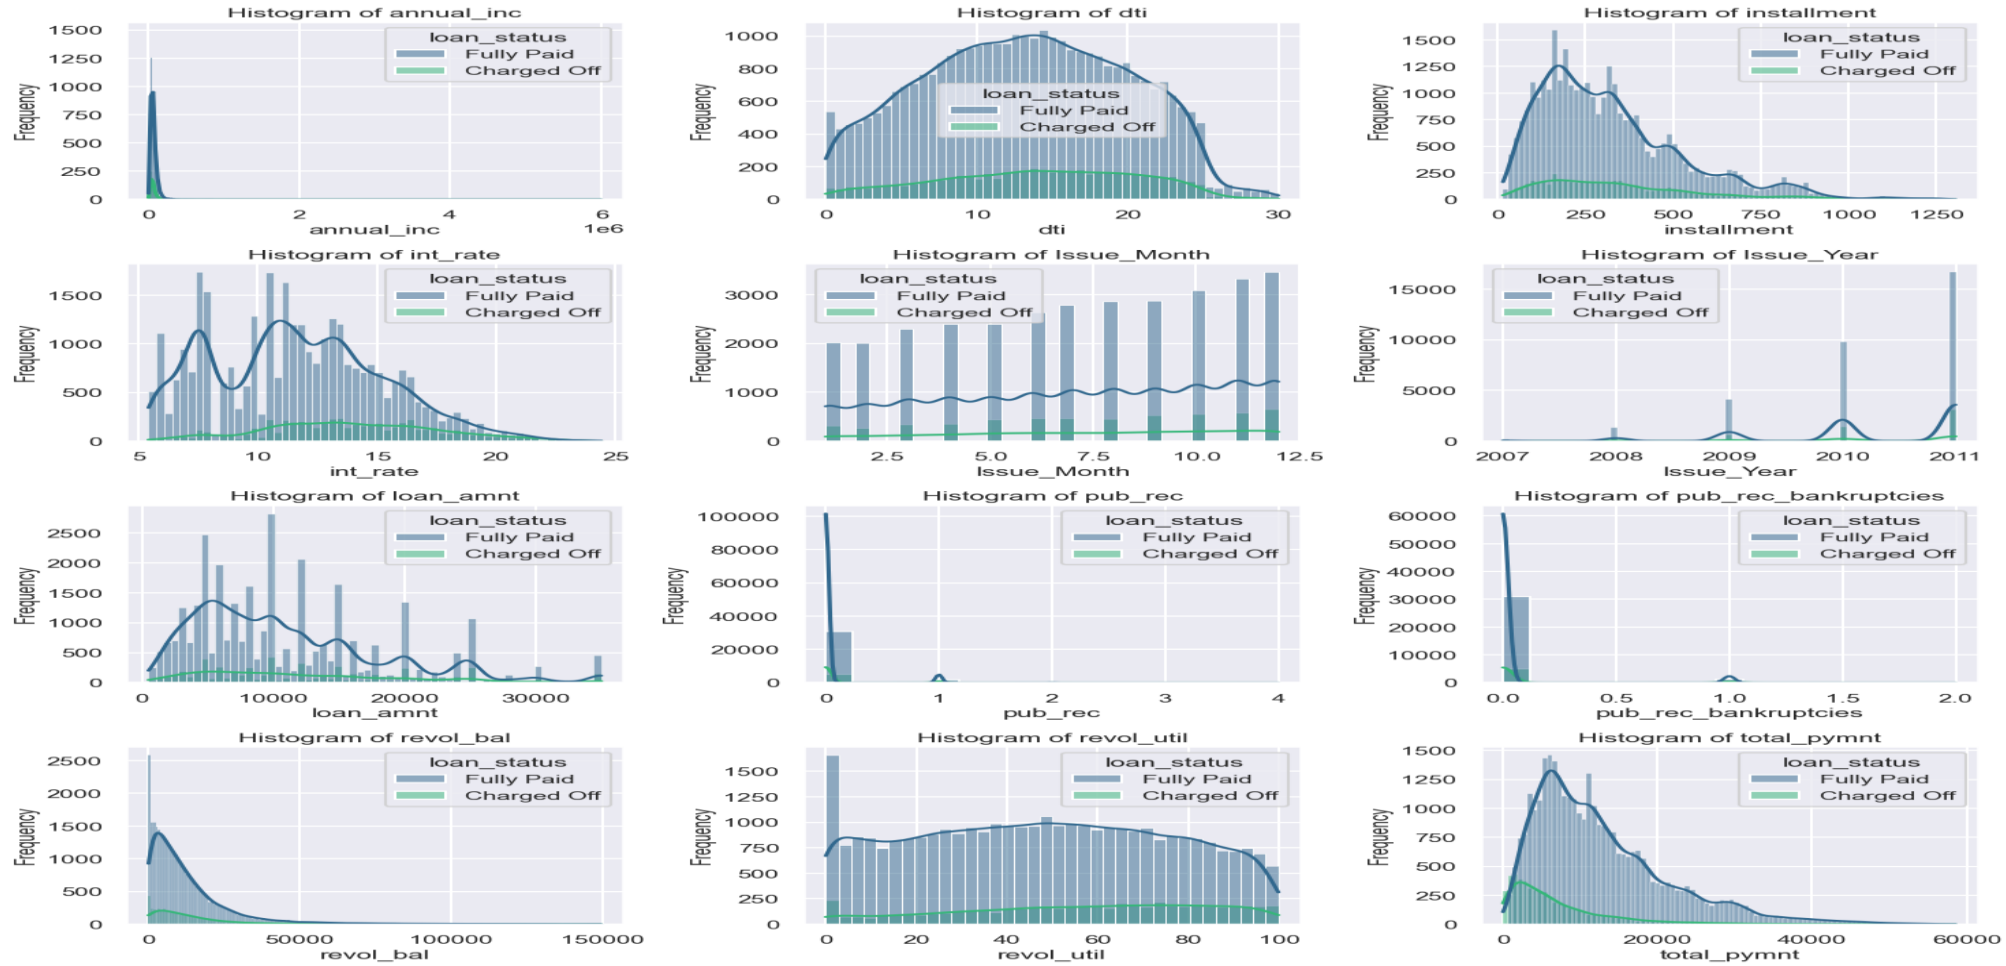 Histogram of annual_inc
1500
1250
1000
750
500
250
0
Frequency
loan_status
Fully Paid
Charged Off
0 2 4 6
1e6
annual_inc
Histogram of dti
1000
800
600
400
200
0
Frequency
loan_status
Fully Paid
Charged Off
0 10 20 30
dti
Histogram of installment
1500
1250
1000
750
500
250
0
Frequency
loan_status
Fully Paid
Charged Off
0 250 500 750 1000 1250
installment
Histogram of int_rate
1500
1000
500
0
Frequency
loan_status
Fully Paid
Charged Off
5 10 15 20 25
int_rate
Histogram of Issue_Month
3000
2000
1000
0
Frequency
loan_status
Fully Paid
Charged Off
2.5 5.0 7.5 10.0 12.5
Issue_Month
Histogram of Issue_Year
15000
10000
5000
0
Frequency
loan_status
Fully Paid
Charged Off
2007 2008 2009 2010 2011
Issue_Year
Histogram of loan_amnt
2500
2000
1500
1000
500
0
Frequency
loan_status
Fully Paid
Charged Off
0 10000 20000 30000
loan_amnt
Histogram of pub_rec
100000
80000
60000
40000
20000
0
Frequency
loan_status
Fully Paid
Charged Off
0 1 2 3 4
pub_rec
Histogram of pub_rec_bankruptcies
60000
50000
40000
30000
20000
10000
0
Frequency
loan_status
Fully Paid
Charged Off
0.0 0.5 1.0 1.5 2.0
pub_rec_bankruptcies
Histogram of revol_bal
2500
2000
1500
1000
500
0
Frequency
loan_status
Fully Paid
Charged Off
0 50000 100000 150000
revol_bal
Histogram of revol_util
1500
1250
1000
750
500
250
0
Frequency
loan_status
Fully Paid
Charged Off
0 20 40 60 80 100
revol_util
Histogram of total_pymnt
1500
1250
1000
750
500
250
0
Frequency
loan_status
Fully Paid
Charged Off
0 20000 40000 60000
total_pymnt